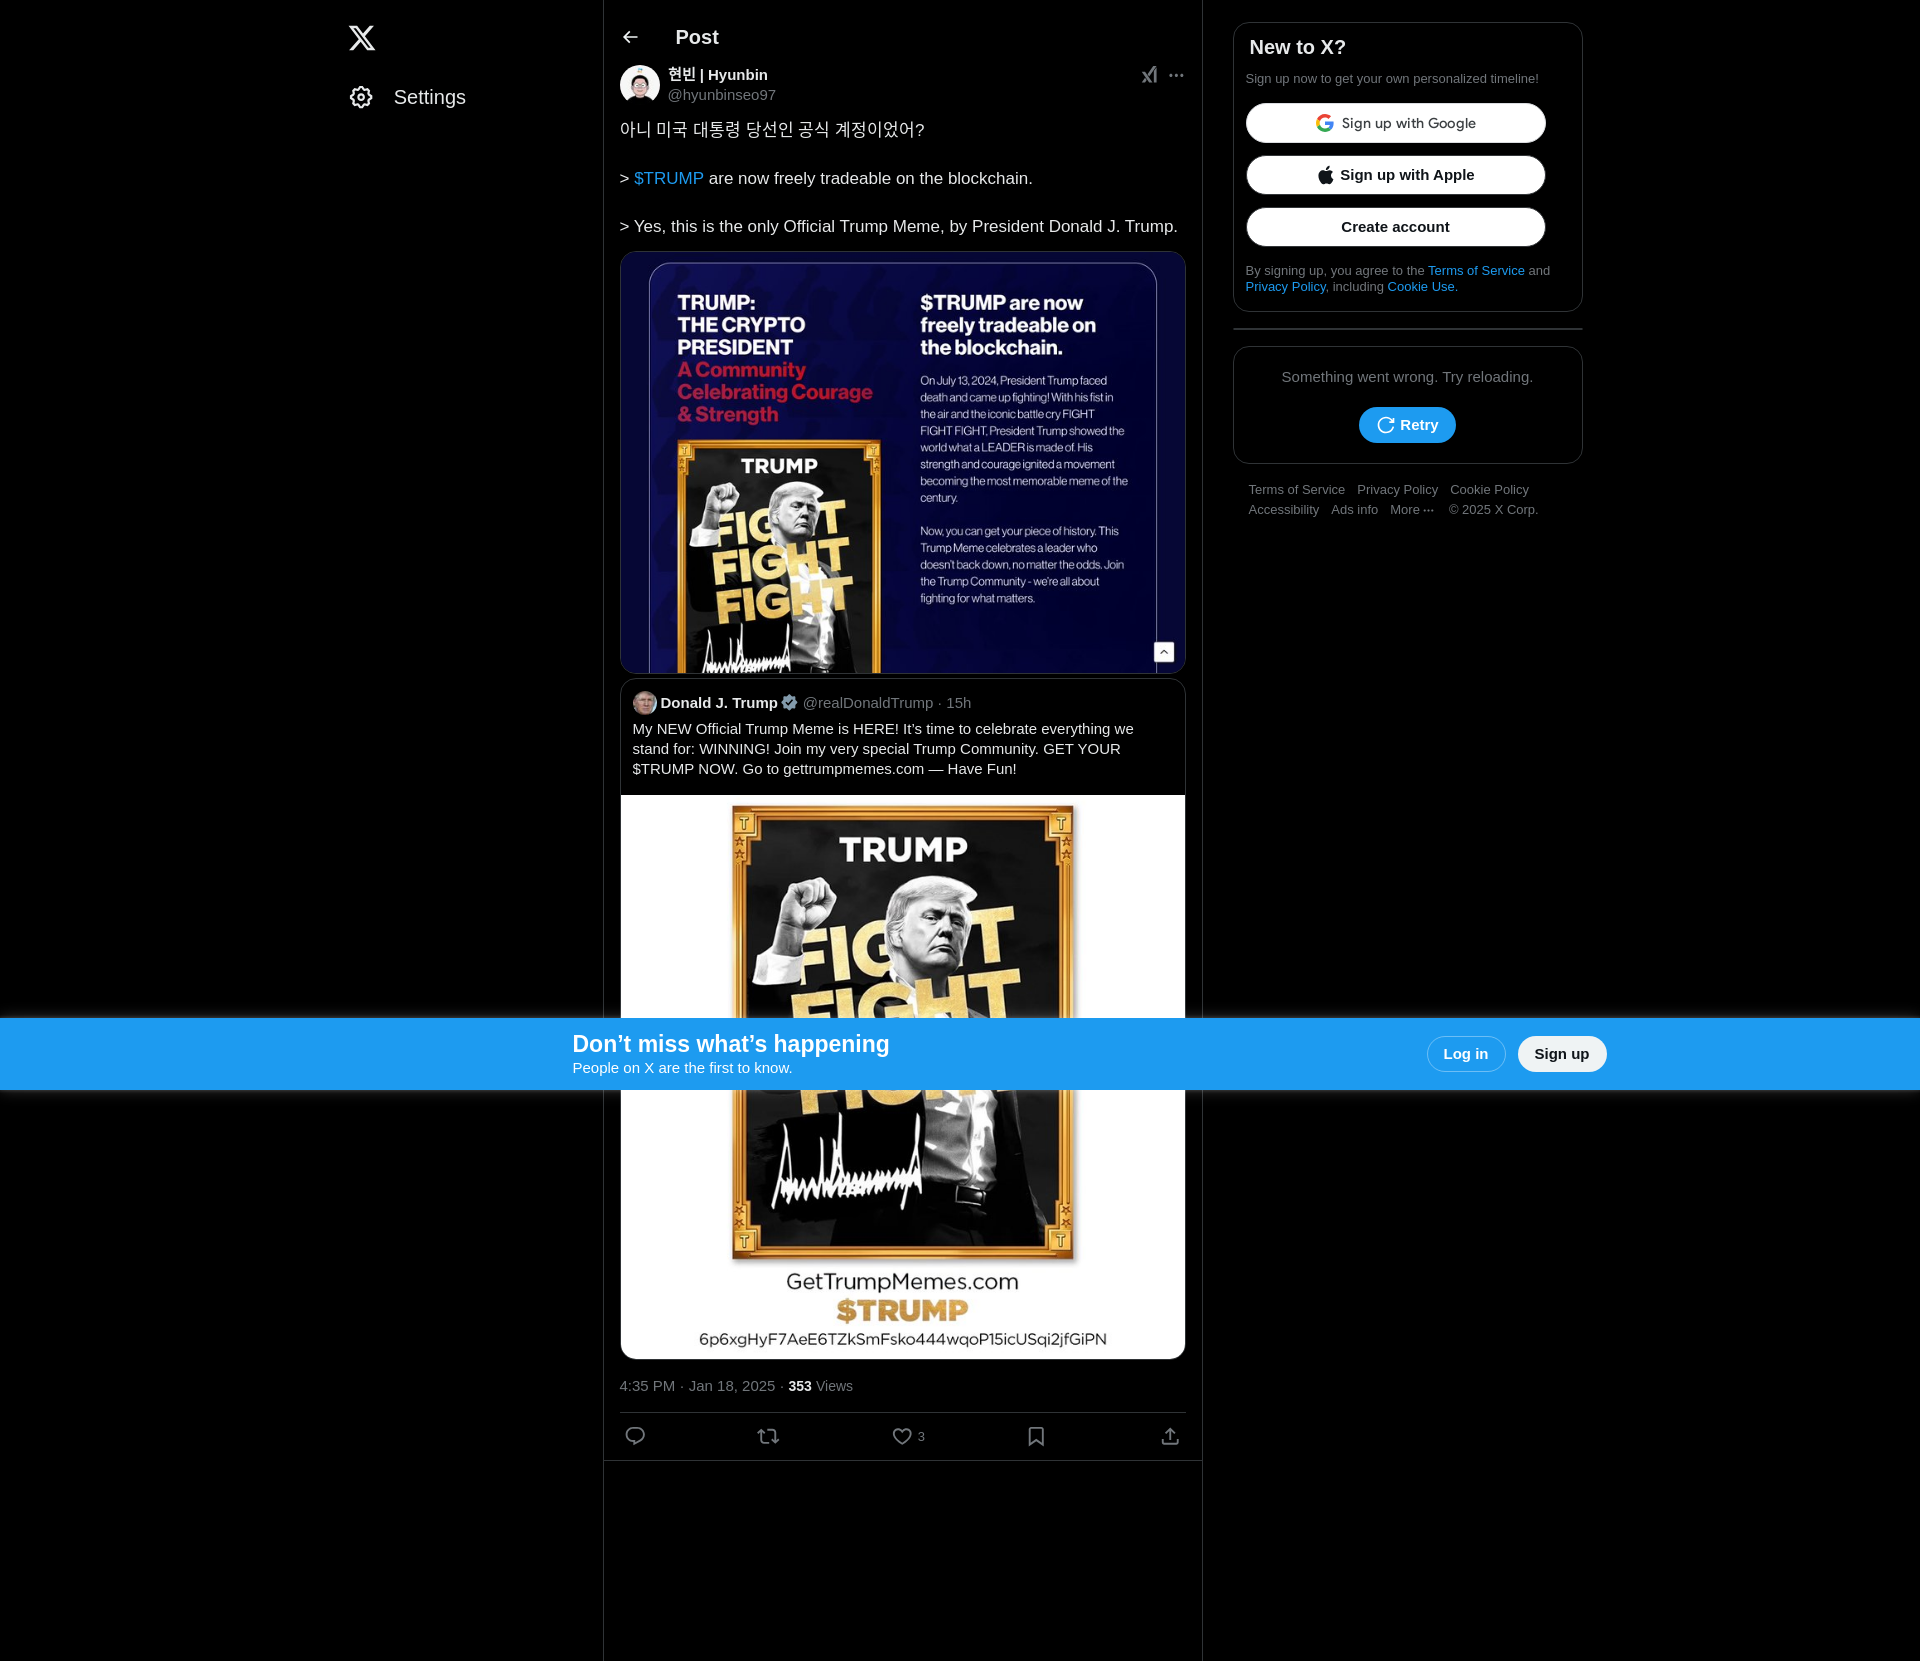 Settings
Post
현빈 | Hyunbin
@hyunbinseo97
아니 미국 대통령 당선인 공식 계정이었어?
> $TRUMP are now freely tradeable on the blockchain.
> Yes, this is the only Official Trump Meme, by President Donald J. Trump.
TRUMP:
THE CRYPTO
PRESIDENT
A Community
Celebrating Courage
& Strength
TRUMP
FIGHT
FIGHT
FIGHT
$TRUMP are now
freely tradeable on
the blockchain.
On July 13, 2024, President Trump faced
death and came up fighting! With his fist in
the air and the iconic battle cry FIGHT
FIGHT FIGHT, President Trump showed the
world what a LEADER is made of. His
strength and courage ignited a movement
becoming the most memorable meme of the
century.
Now, you can get your piece of history. This
Trump Meme celebrates a leader who
doesn't back down, no matter the odds. Join
the Trump Community - we're all about
fighting for what matters.
Donald J. Trump @realDonaldTrump · 15h
My NEW Official Trump Meme is HERE! It’s time to celebrate everything we
stand for: WINNING! Join my very special Trump Community. GET YOUR
$TRUMP NOW. Go to gettrumpmemes.com — Have Fun!
T T
TRUMP
FIGHT
FIGHT
T T
GetTrumpMemes.com
$TRUMP
6p6xgHyF7AeE6TZkSmFsko444wqoP15icUSqi2jfGiPN
4:35 PM · Jan 18, 2025 · 353 Views
3
New to X?
Sign up now to get your own personalized timeline!
Sign up with Google
Sign up with Apple
Create account
By signing up, you agree to the Terms of Service and
Privacy Policy, including Cookie Use.
Something went wrong. Try reloading.
Retry
Terms of Service Privacy Policy Cookie Policy
Accessibility Ads info More ··· © 2025 X Corp.
Don’t miss what’s happening
People on X are the first to know.
Log in
Sign up